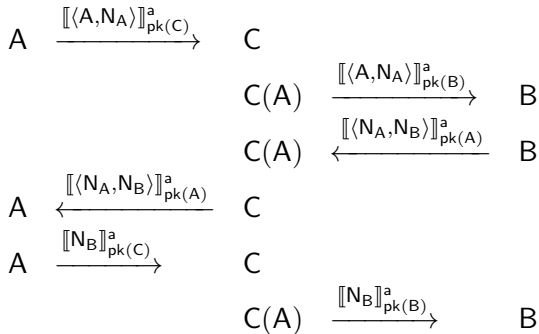 A ⟦⟨A,N_A⟩⟧^a_pk(C) → C
C(A) ⟦⟨A,N_A⟩⟧^a_pk(B) → B
C(A) ⟦⟨N_A,N_B⟩⟧^a_pk(A) ← B
A ⟦⟨N_A,N_B⟩⟧^a_pk(A) ← C
A ⟦N_B⟧^a_pk(C) → C
C(A) ⟦N_B⟧^a_pk(B) → B